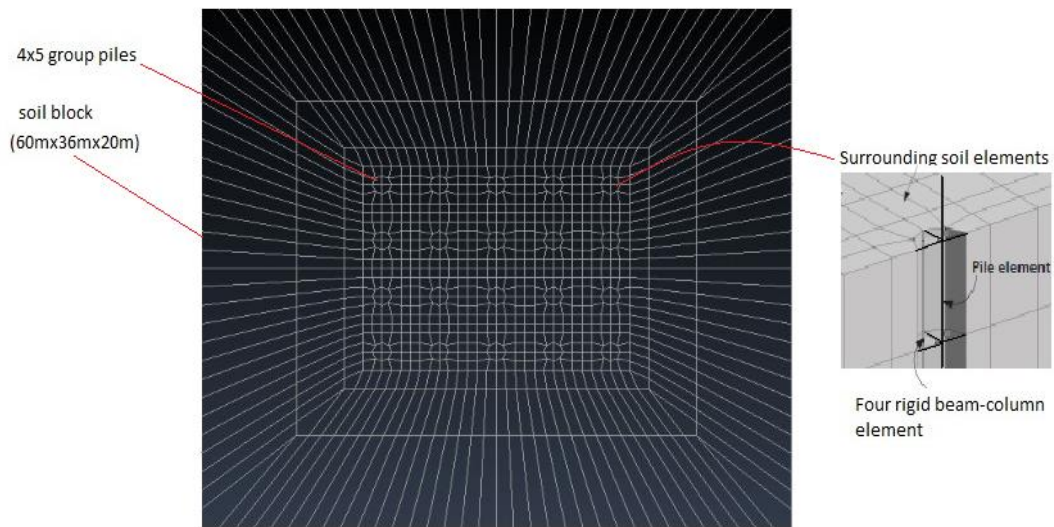 4x5 group piles
soil block
(60mx36mx20m)
Surrounding soil elements
Pile element
Four rigid beam-column
element